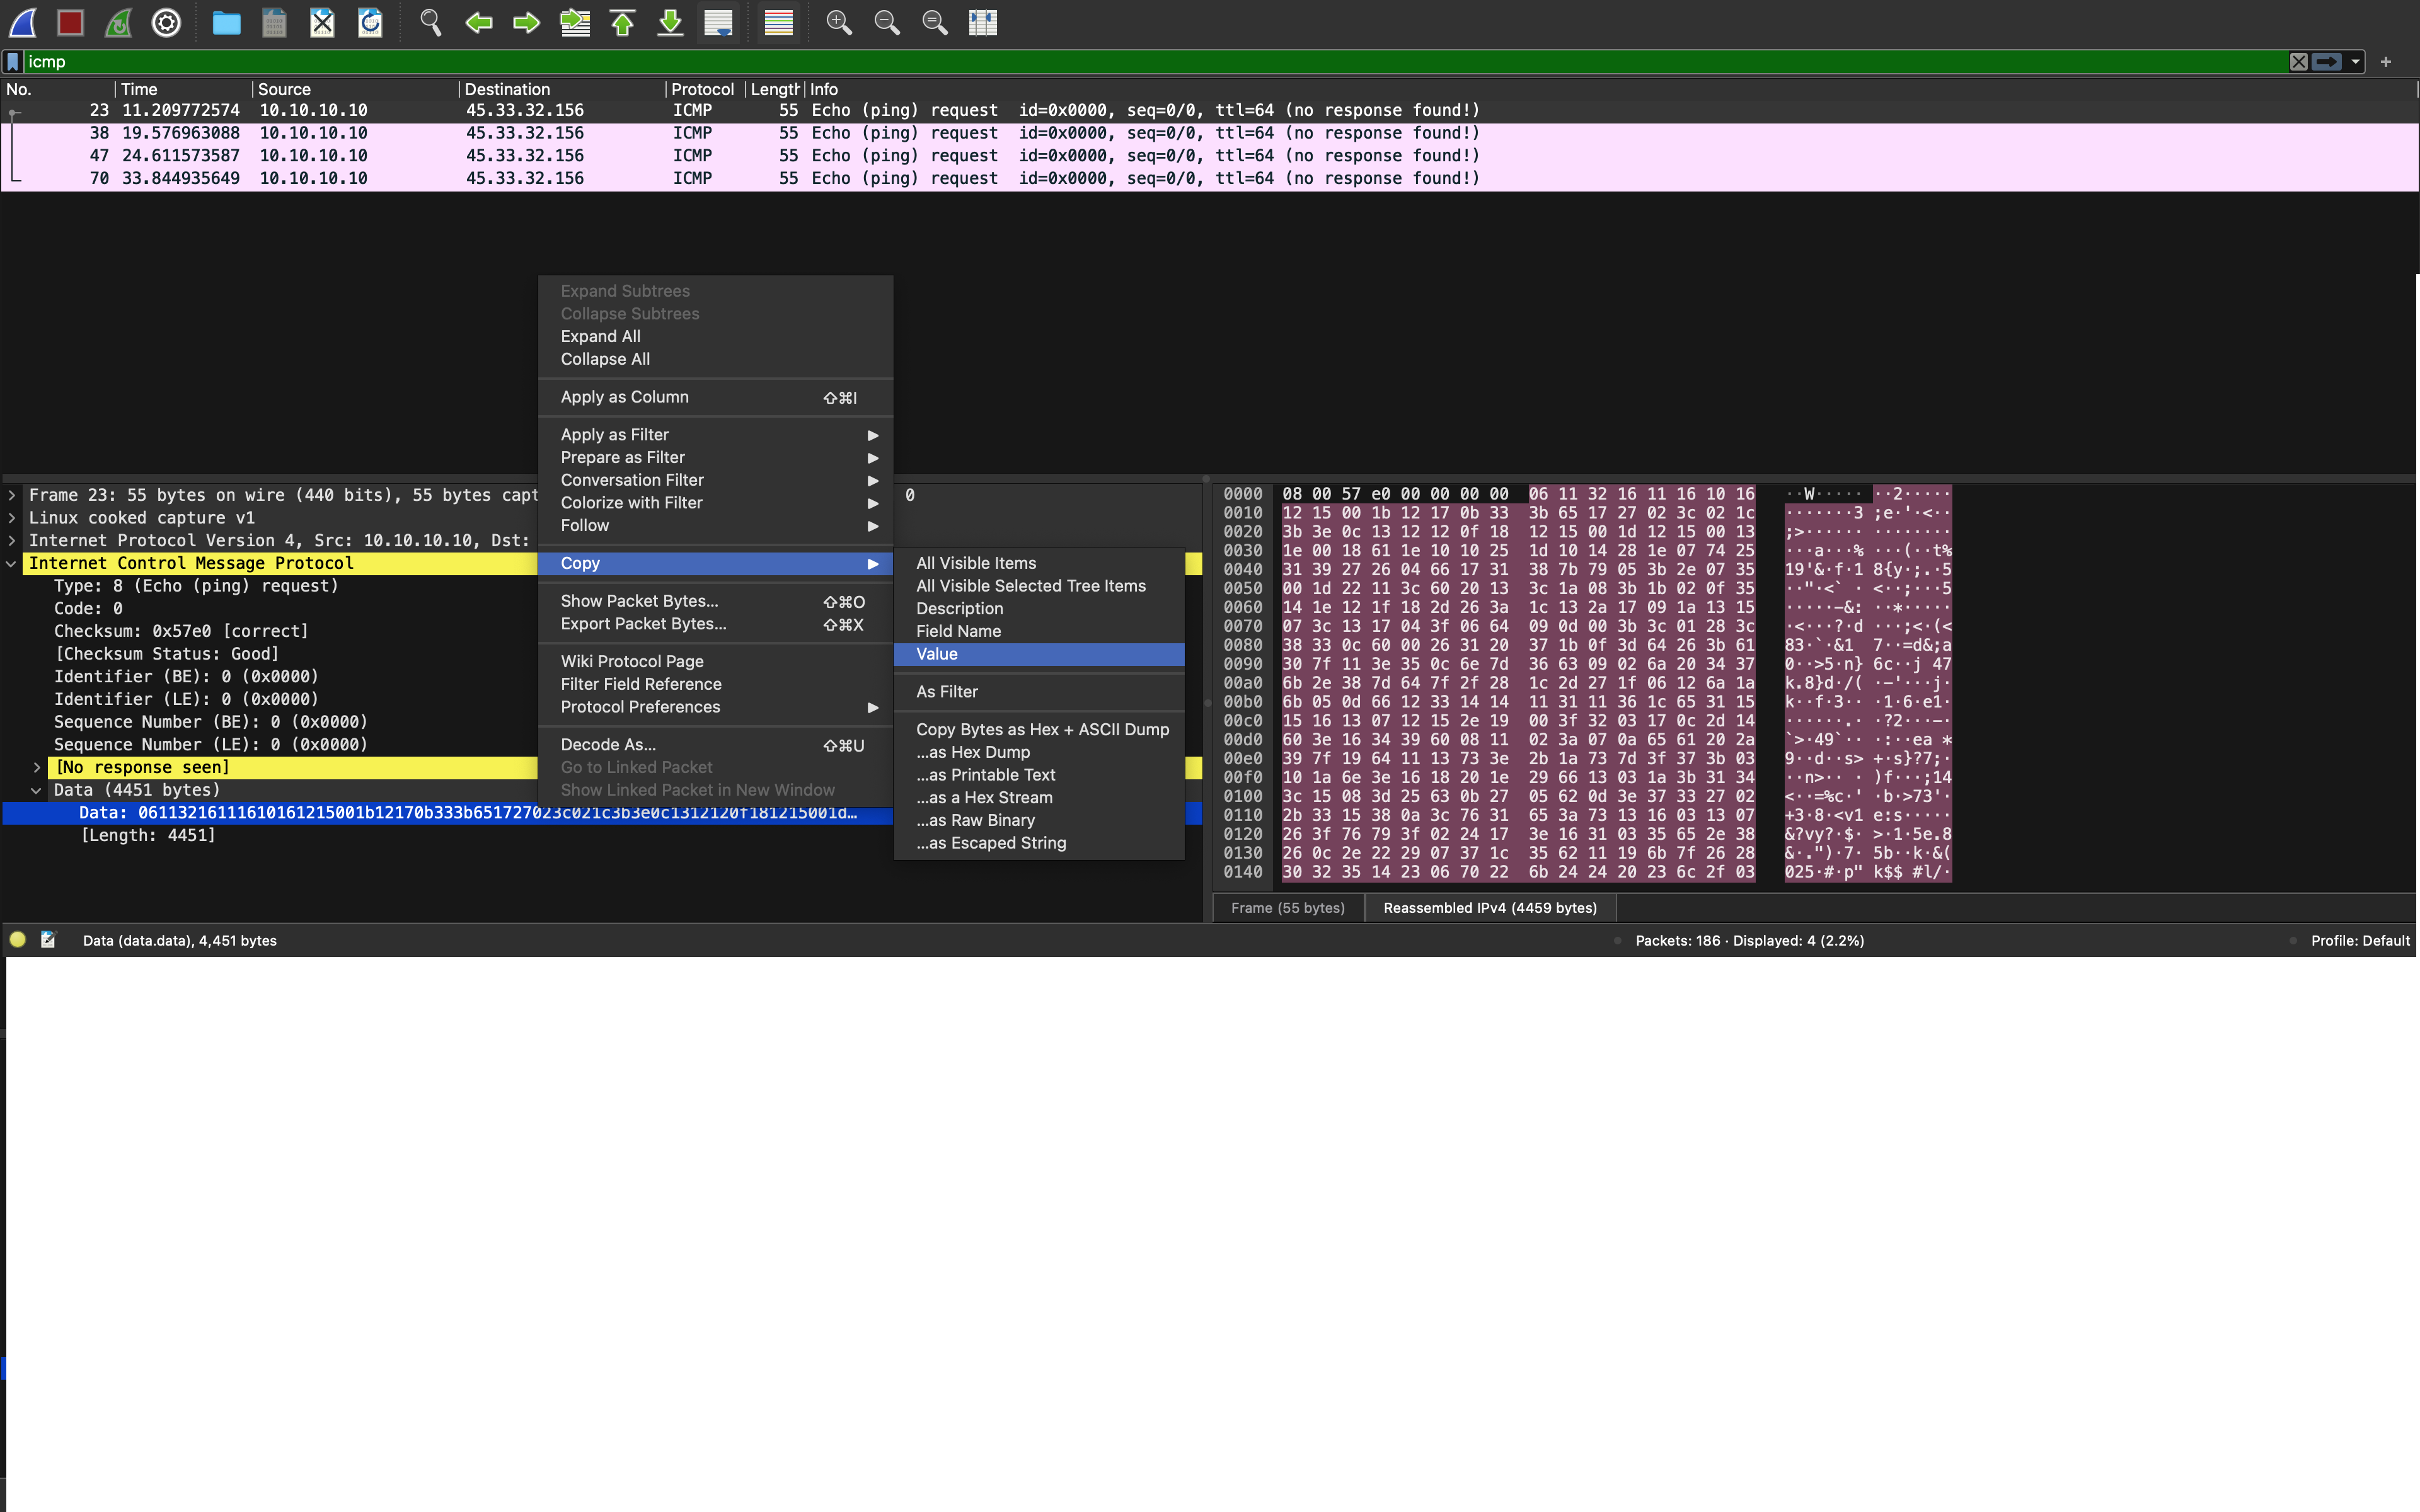 icmp
No. Time Source Destination Protocol Length Info
23 11.209772574 10.10.10.10 45.33.32.156 ICMP 55 Echo (ping) request id=0x0000, seq=0/0, ttl=64 (no response found!)
38 19.576963088 10.10.10.10 45.33.32.156 ICMP 55 Echo (ping) request id=0x0000, seq=0/0, ttl=64 (no response found!)
47 24.611573587 10.10.10.10 45.33.32.156 ICMP 55 Echo (ping) request id=0x0000, seq=0/0, ttl=64 (no response found!)
70 33.844935649 10.10.10.10 45.33.32.156 ICMP 55 Echo (ping) request id=0x0000, seq=0/0, ttl=64 (no response found!)
Expand Subtrees
Collapse Subtrees
Expand All
Collapse All
Apply as Column ⇧⌘I
Apply as Filter
Prepare as Filter
Conversation Filter
Colorize with Filter
Follow
Copy
Show Packet Bytes... ⇧⌘O
Export Packet Bytes... ⇧⌘X
Wiki Protocol Page
Filter Field Reference
Protocol Preferences
Decode As... ⇧⌘U
Go to Linked Packet
Show Linked Packet in New Window
All Visible Items
All Visible Selected Tree Items
Description
Field Name
Value
As Filter
Copy Bytes as Hex + ASCII Dump
...as Hex Dump
...as Printable Text
...as a Hex Stream
...as Raw Binary
...as Escaped String
Frame 23: 55 bytes on wire (440 bits), 55 bytes capt 0
Linux cooked capture v1
Internet Protocol Version 4, Src: 10.10.10.10, Dst:
Internet Control Message Protocol
Type: 8 (Echo (ping) request)
Code: 0
Checksum: 0x57e0 [correct]
[Checksum Status: Good]
Identifier (BE): 0 (0x0000)
Identifier (LE): 0 (0x0000)
Sequence Number (BE): 0 (0x0000)
Sequence Number (LE): 0 (0x0000)
[No response seen]
Data (4451 bytes)
Data: 061132161116101612150​01b12170b333b651727023c021c3b3e0c1312120f181215001d…
[Length: 4451]
0000 08 00 57 e0 00 00 00 00 06 11 32 16 11 16 10 16 ··W····· ··2·····
0010 12 15 00 1b 12 17 0b 33 3b 65 17 27 02 3c 02 1c ·······3 ;e·'·<··
0020 3b 3e 0c 13 12 12 0f 18 12 15 00 1d 12 15 00 13 ;>······ ········
0030 1e 00 18 61 1e 10 10 25 1d 10 14 28 1e 07 74 25 ···a···% ···(··t%
0040 31 39 27 26 04 66 17 31 38 7b 79 05 3b 2e 07 35 19'&·f·1 8{y·;.·5
0050 00 1d 22 11 3c 60 20 13 3c 1a 08 3b 1b 02 0f 35 ··"·<` · <··;···5
0060 14 1e 12 1f 18 2d 26 3a 1c 13 2a 17 09 1a 13 15 ·····-&: ··*·····
0070 07 3c 13 17 04 3f 06 64 09 0d 00 3b 3c 01 28 3c ·<···?·d ···;<·(<
0080 38 33 0c 60 00 26 31 20 37 1b 0f 3d 64 26 3b 61 83·`·&1 7··=d&;a
0090 30 7f 11 3e 35 0c 6e 7d 36 63 09 02 6a 20 34 37 0··>5·n} 6c··j 47
00a0 6b 2e 38 7d 64 7f 2f 28 1c 2d 27 1f 06 12 6a 1a k.8}d·/( ·-'···j·
00b0 6b 05 0d 66 12 33 14 14 11 31 11 36 1c 65 31 15 k··f·3·· ·1·6·e1·
00c0 15 16 13 07 12 15 2e 19 00 3f 32 03 17 0c 2d 14 ······.· ·?2···-·
00d0 60 3e 16 34 39 60 08 11 02 3a 07 0a 65 61 20 2a `>·49`·· ·:··ea *
00e0 39 7f 19 64 11 13 73 3e 2b 1a 73 7d 3f 37 3b 03 9··d··s> +·s}?7;·
00f0 10 1a 6e 3e 16 18 20 1e 29 66 13 03 1a 3b 31 34 ··n>·· · )f···;14
0100 3c 15 08 3d 25 63 0b 27 05 62 0d 3e 37 33 27 02 <··=%c·' ·b·>73'·
0110 2b 33 15 38 0a 3c 76 31 65 3a 73 13 16 03 13 07 +3·8·<v1 e:s·····
0120 26 3f 76 79 3f 02 24 17 3e 16 31 03 35 65 2e 38 &?vy?·$· >·1·5e.8
0130 26 0c 2e 22 29 07 37 1c 35 62 11 19 6b 7f 26 28 &·.")·7· 5b··k·&(
0140 30 32 35 14 23 06 70 22 6b 24 24 20 23 6c 2f 03 025·#·p" k$$ #l/·
Frame (55 bytes) Reassembled IPv4 (4459 bytes)
Data (data.data), 4,451 bytes Packets: 186 · Displayed: 4 (2.2%) Profile: Default